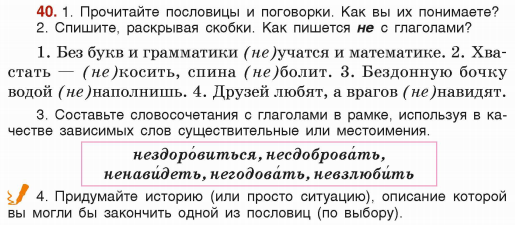 40. 1. Прочитайте пословицы и поговорки. Как вы их понимаете?
2. Спишите, раскрывая скобки. Как пишется не с глаголами?
1. Без букв и грамматики (не)учатся и математике. 2. Хва-
стать — (не)косить, спина (не)болит. 3. Бездонную бочку
водой (не)наполнишь. 4. Друзей любят, а врагов (не)навидят.
3. Составьте словосочетания с глаголами в рамке, используя в ка-
честве зависимых слов существительные или местоимения.
нездоро́виться, несдоброва́ть,
ненави́деть, негодова́ть, невзлюби́ть
4. Придумайте историю (или просто ситуацию), описание которой
вы могли бы закончить одной из пословиц (по выбору).